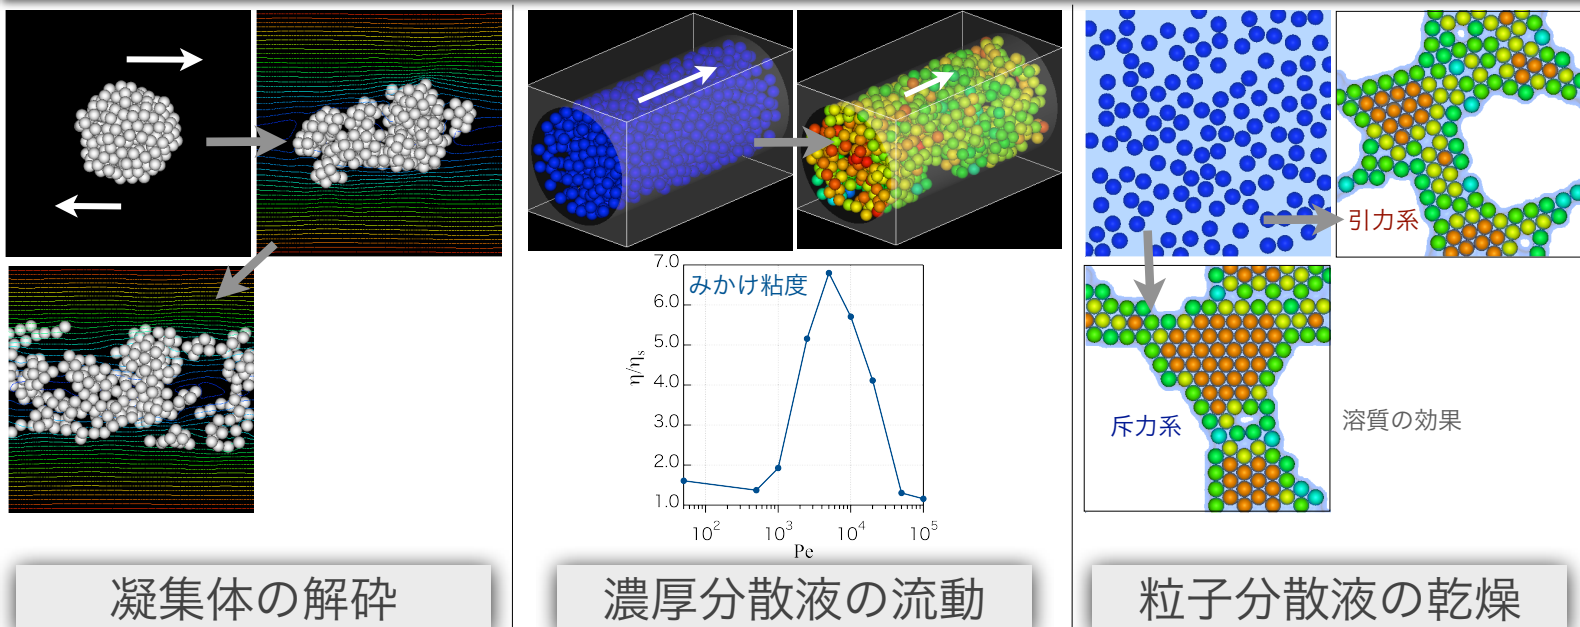 7.0
みかけ粘度
6.0
5.0
η/ηs
4.0
3.0
2.0
1.0
10²
10³
10⁴
10⁵
Pe
引力系
斥力系
溶質の効果
凝集体の解砕
濃厚分散液の流動
粒子分散液の乾燥